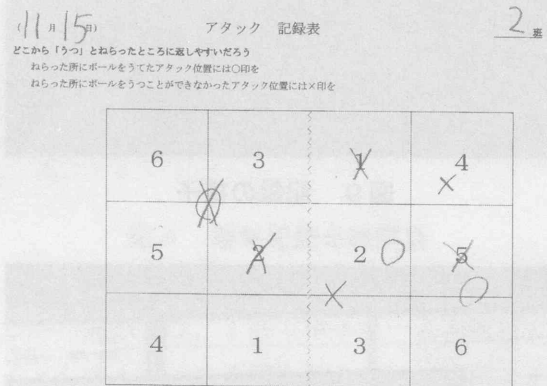 (11月15日) アタック 記録表 2班
どこから「うつ」とねらったところに返しやすいだろう
ねらった所にボールをうてたアタック位置には○印を
ねらった所にボールをうつことができなかったアタック位置には×印を
6 3 1 4
5 2 2 5
4 1 3 6